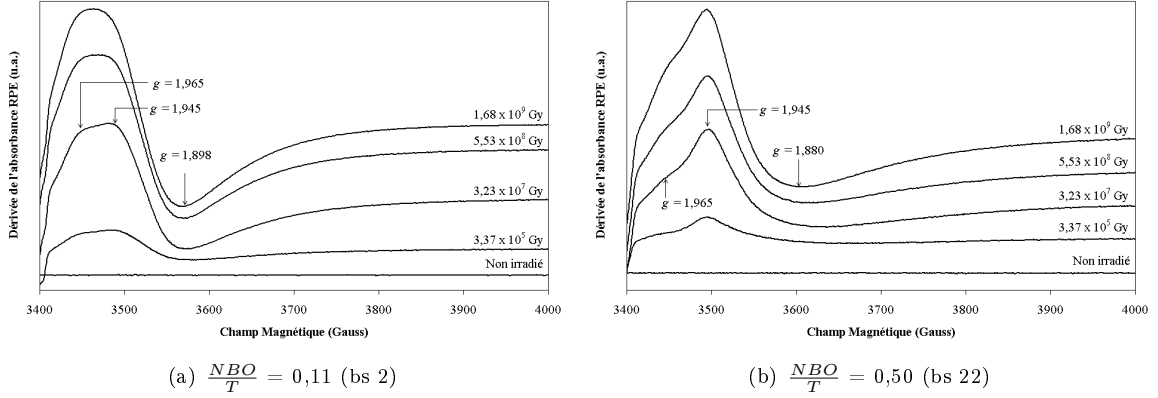 Dérivée de l'absorbance RPE (u.a.)
g = 1,965
g = 1,945
g = 1,898
1,68 x 10⁹ Gy
5,53 x 10⁸ Gy
3,23 x 10⁷ Gy
3,37 x 10⁵ Gy
Non irradié
3400 3500 3600 3700 3800 3900 4000
Champ Magnétique (Gauss)
(a) NBO/T = 0,11 (bs 2)
Dérivée de l'absorbance RPE (u.a.)
g = 1,945
g = 1,880
g = 1,965
1,68 x 10⁹ Gy
5,53 x 10⁸ Gy
3,23 x 10⁷ Gy
3,37 x 10⁵ Gy
Non irradié
3400 3500 3600 3700 3800 3900 4000
Champ Magnétique (Gauss)
(b) NBO/T = 0,50 (bs 22)